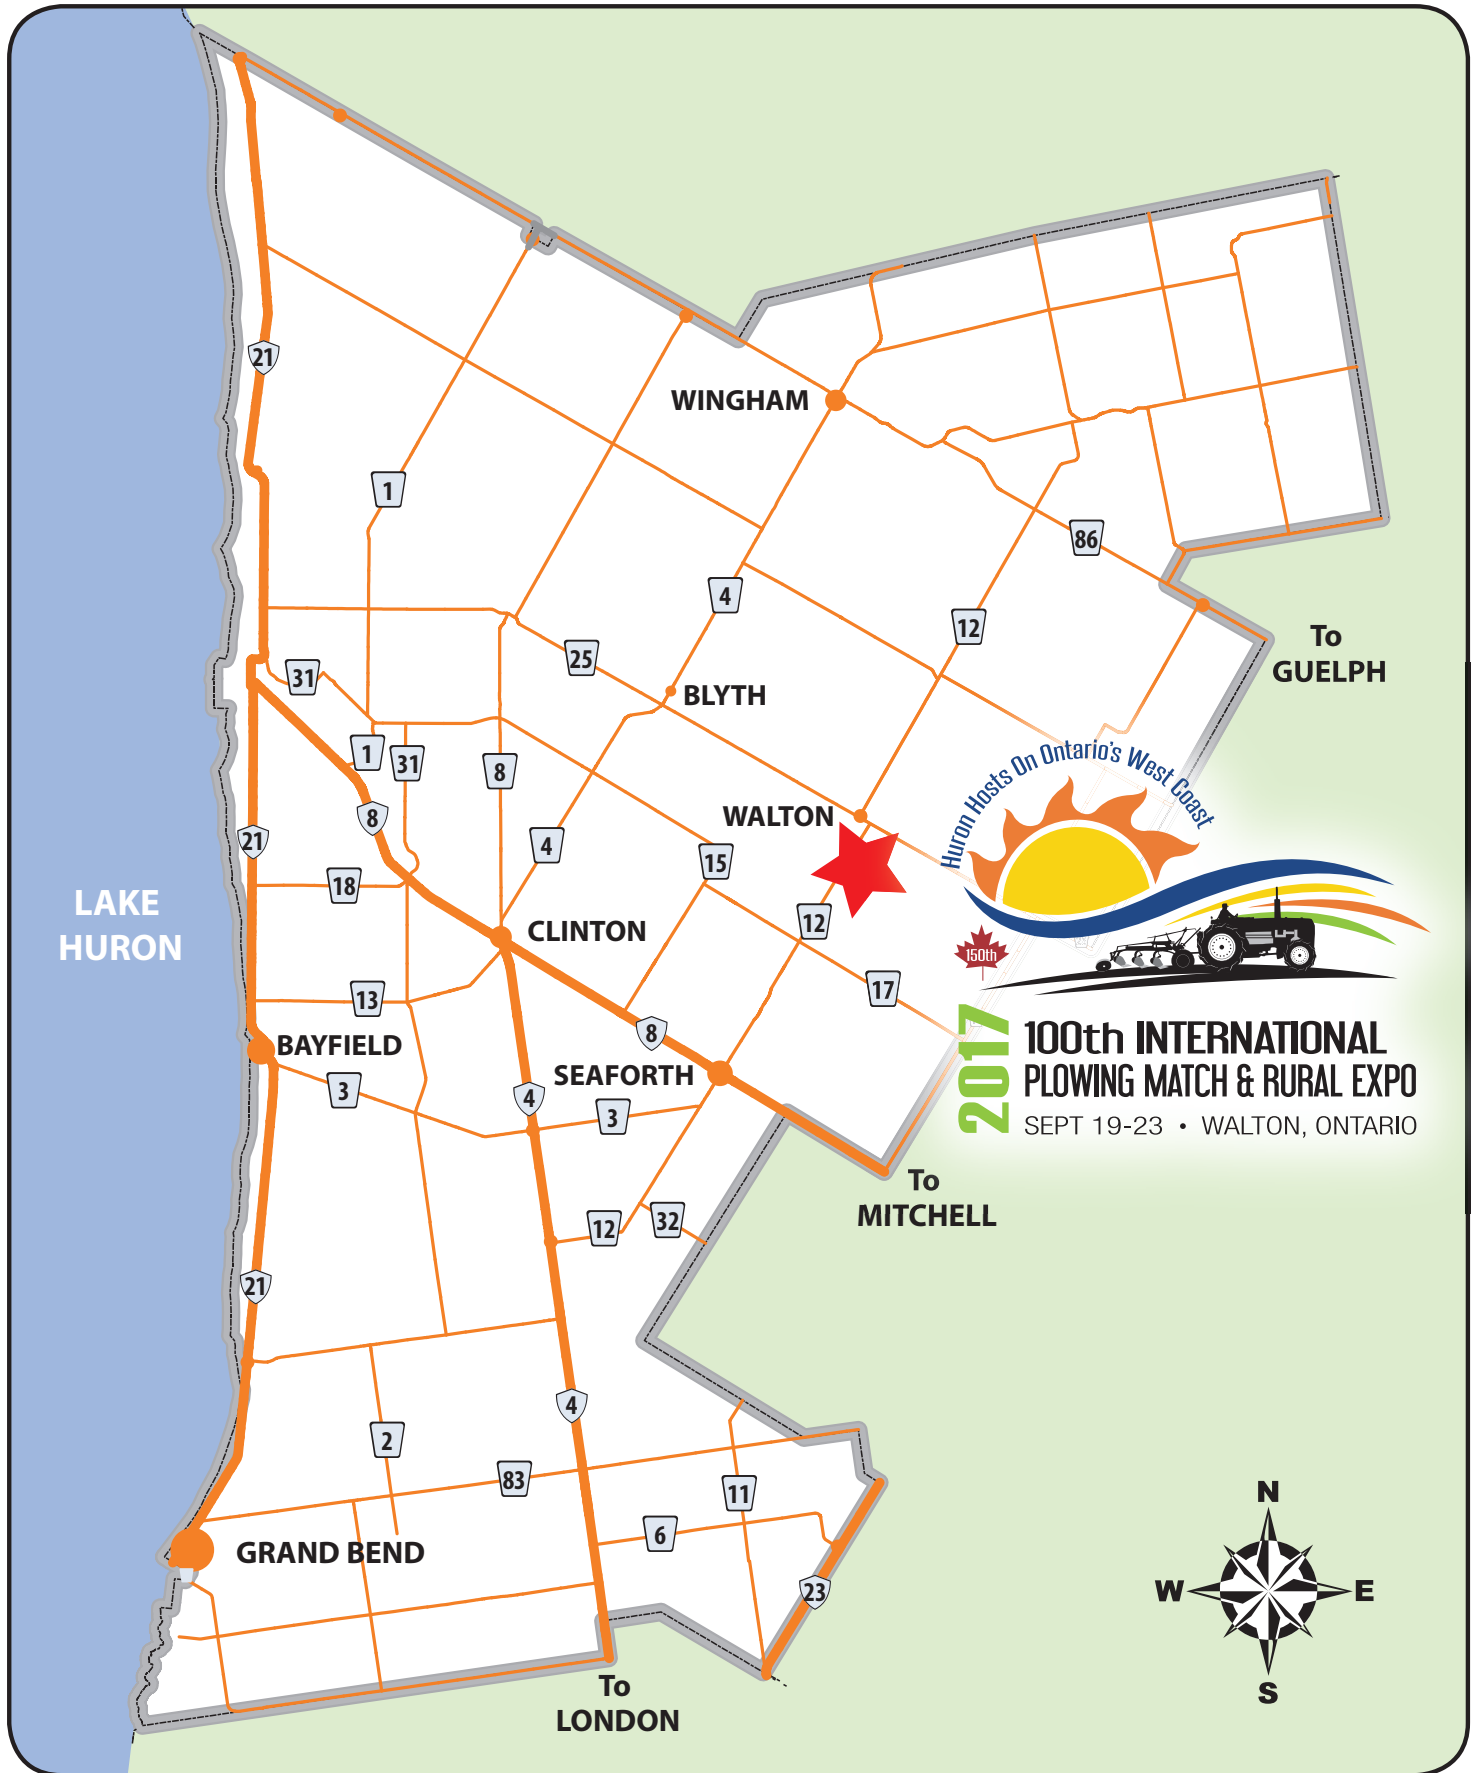 21
WINGHAM
1
86
4
12
To
GUELPH
25
31
BLYTH
1
31
8
Huron Hosts On Ontario's West Coast
8
WALTON
21
4
15
18
LAKE
HURON
12
CLINTON
150th
13
17
8
BAYFIELD
2017
100th INTERNATIONAL
PLOWING MATCH & RURAL EXPO
SEPT 19-23 • WALTON, ONTARIO
SEAFORTH
3
4
3
To
MITCHELL
12
32
21
4
2
83
11
N
6
GRAND BEND
23
W
E
S
To
LONDON